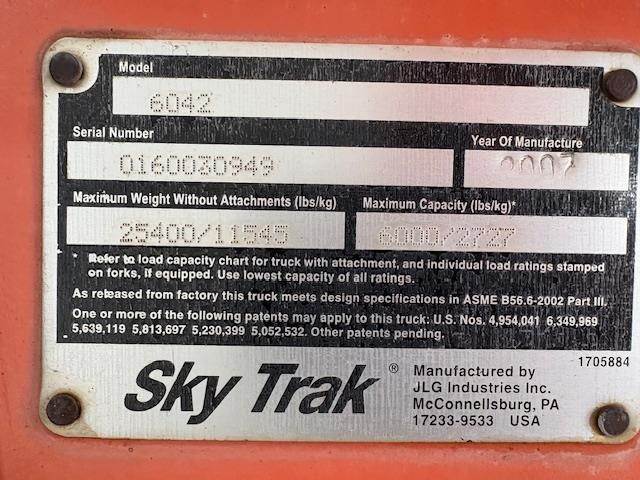 Model
6042
Serial Number
Year Of Manufacture
0160030949
Maximum Weight Without Attachments (lbs/kg)
Maximum Capacity (lbs/kg)*
25400/11545
6000/2727
* Refer to load capacity chart for truck with attachment, and individual load ratings stamped
on forks, if equipped. Use lowest capacity of all ratings.
As released from factory this truck meets design specifications in ASME B56.6-2002 Part III.
One or more of the following patents may apply to this truck: U.S. Nos. 4,954,041 6,349,969
5,639,119 5,813,697 5,230,399 5,052,532. Other patents pending.
1705884
Sky Trak ®
Manufactured by
JLG Industries Inc.
McConnellsburg, PA
17233-9533 USA